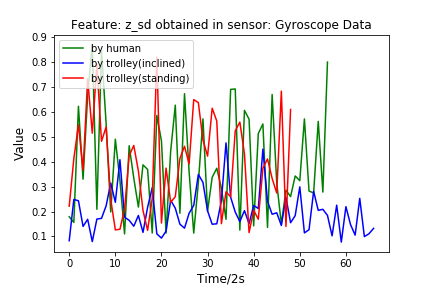 Feature: z_sd obtained in sensor: Gyroscope Data
by human
by trolley(inclined)
by trolley(standing)
Value
0.9
0.8
0.7
0.6
0.5
0.4
0.3
0.2
0.1
0 10 20 30 40 50 60
Time/2s